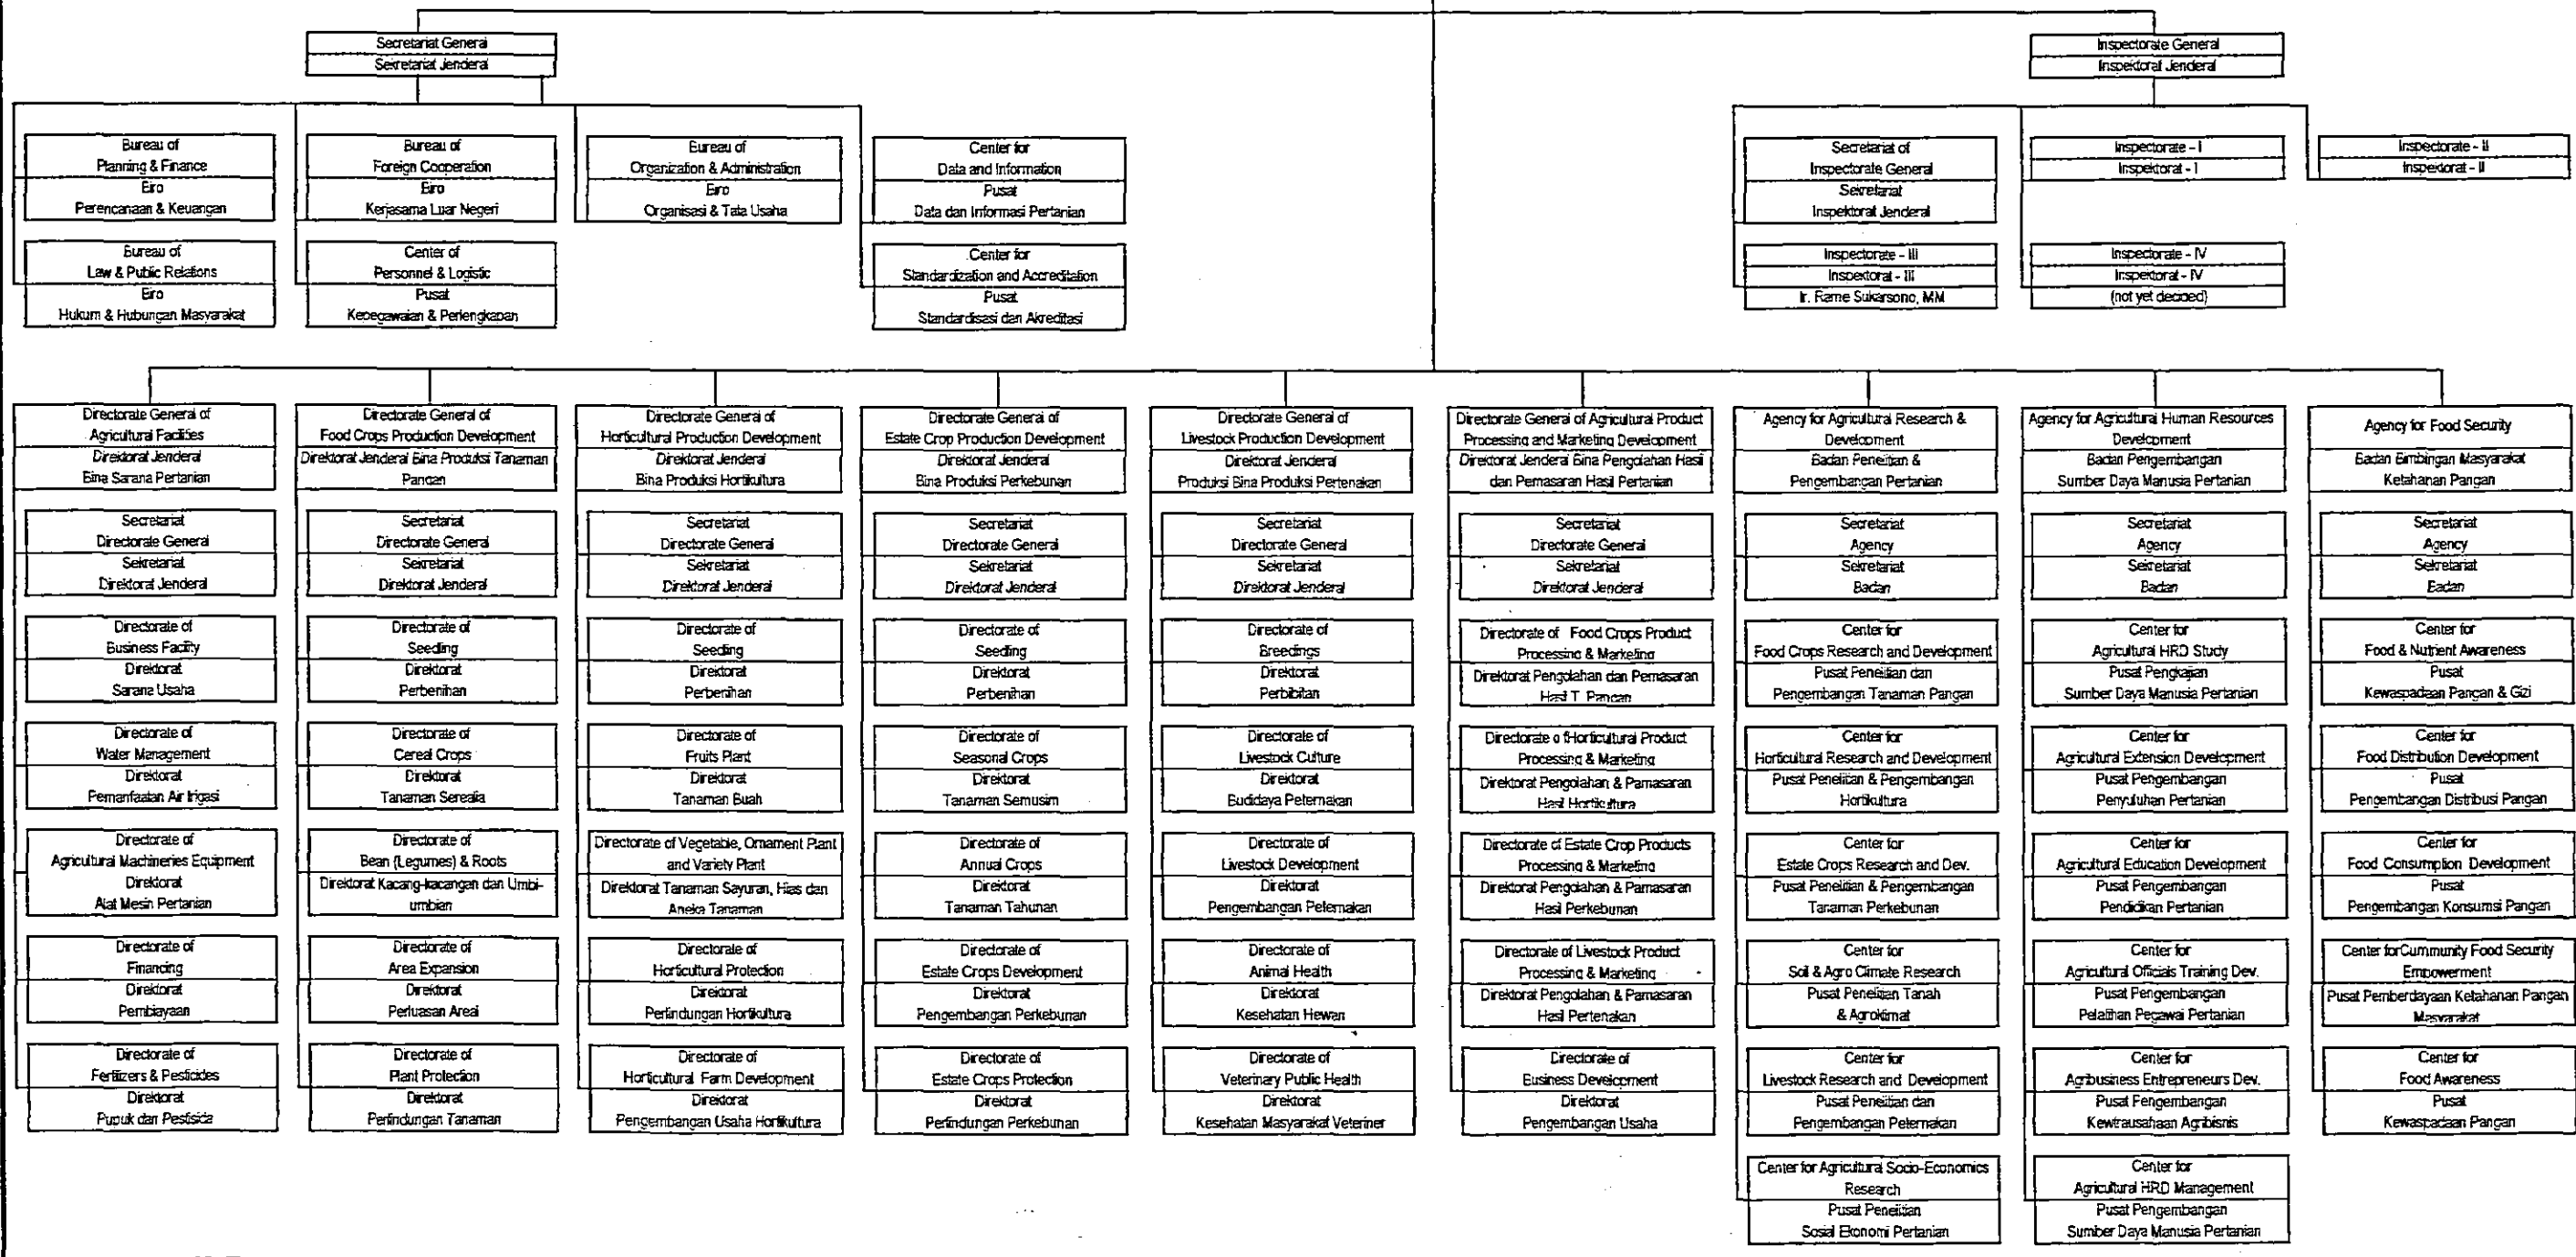 Secretariat General
Sekretariat Jenderal
Inspectorate General
Inspektorat Jenderal
Bureau of
Planning & Finance
Biro
Perencanaan & Keuangan
Bureau of
Foreign Cooperation
Biro
Kerjasama Luar Negeri
Bureau of
Organization & Administration
Biro
Organisasi & Tata Usaha
Center for
Data and Information
Pusat
Data dan Informasi Pertanian
Secretariat of
Inspectorate General
Sekretariat
Inspektorat Jenderal
Inspectorate - I
Inspektorat - I
Inspectorate - II
Inspektorat - II
Bureau of
Law & Public Relations
Biro
Hukum & Hubungan Masyarakat
Center of
Personnel & Logistic
Pusat
Kepegawaian & Perlengkapan
Center for
Standardization and Accreditation
Pusat
Standardisasi dan Akreditasi
Inspectorate - III
Inspektorat - III
Ir. Rame Sukarsono, MM
Inspectorate - IV
Inspektorat - IV
(not yet decided)
Directorate General of
Agricultural Facilities
Direktorat Jenderal
Bina Sarana Pertanian
Directorate General of
Food Crops Production Development
Direktorat Jenderal Bina Produksi Tanaman
Pangan
Directorate General of
Horticultural Production Development
Direktorat Jenderal
Bina Produksi Hortikultura
Directorate General of
Estate Crop Production Development
Direktorat Jenderal
Bina Produksi Perkebunan
Directorate General of
Livestock Production Development
Direktorat Jenderal
Produksi Bina Produksi Pertenakan
Directorate General of Agricultural Product
Processing and Marketing Development
Direktorat Jenderal Bina Pengolahan Hasil
dan Pemasaran Hasil Pertanian
Agency for Agricultural Research &
Development
Badan Penelitian &
Pengembangan Pertanian
Agency for Agricultural Human Resources
Development
Badan Pengembangan
Sumber Daya Manusia Pertanian
Agency for Food Security
Badan Bimbingan Masyarakat
Ketahanan Pangan
Secretariat
Directorate General
Sekretariat
Direktorat Jenderal
Secretariat
Directorate General
Sekretariat
Direktorat Jenderal
Secretariat
Directorate General
Sekretariat
Direktorat Jenderal
Secretariat
Directorate General
Sekretariat
Direktorat Jenderal
Secretariat
Directorate General
Sekretariat
Direktorat Jenderal
Secretariat
Directorate General
Sekretariat
Direktorat Jenderal
Secretariat
Agency
Sekretariat
Badan
Secretariat
Agency
Sekretariat
Badan
Secretariat
Agency
Sekretariat
Badan
Directorate of
Business Facility
Direktorat
Sarana Usaha
Directorate of
Seedling
Direktorat
Perbenihan
Directorate of
Seedling
Direktorat
Perbenihan
Directorate of
Seedling
Direktorat
Perbenihan
Directorate of
Breedings
Direktorat
Perbibitan
Directorate of Food Crops Product
Processing & Marketing
Direktorat Pengolahan dan Pemasaran
Hasil T. Pangan
Center for
Food Crops Research and Development
Pusat Penelitian dan
Pengembangan Tanaman Pangan
Center for
Agricultural HRD Study
Pusat Pengkajian
Sumber Daya Manusia Pertanian
Center for
Food & Nutrient Awareness
Pusat
Kewaspadaan Pangan & Gizi
Directorate of
Water Management
Direktorat
Pemanfaatan Air Irigasi
Directorate of
Cereal Crops
Direktorat
Tanaman Serealia
Directorate of
Fruits Plant
Direktorat
Tanaman Buah
Directorate of
Seasonal Crops
Direktorat
Tanaman Semusim
Directorate of
Livestock Culture
Direktorat
Budidaya Peternakan
Directorate of Horticultural Product
Processing & Marketing
Direktorat Pengolahan & Pamasaran
Hasil Hortikultura
Center for
Horticultural Research and Development
Pusat Penelitian & Pengembangan
Hortikultura
Center for
Agricultural Extension Development
Pusat Pengembangan
Penyuluhan Pertanian
Center for
Food Distribution Development
Pusat
Pengembangan Distribusi Pangan
Directorate of
Agricultural Machineries Equipment
Direktorat
Alat Mesin Pertanian
Directorate of
Bean (Legumes) & Roots
Direktorat Kacang-kacangan dan Umbi-
umbian
Directorate of Vegetable, Ornament Plant
and Variety Plant
Direktorat Tanaman Sayuran, Hias dan
Aneka Tanaman
Directorate of
Annual Crops
Direktorat
Tanaman Tahunan
Directorate of
Livestock Development
Direktorat
Pengembangan Peternakan
Directorate of Estate Crop Products
Processing & Marketing
Direktorat Pengolahan & Pamasaran
Hasil Perkebunan
Center for
Estate Crops Research and Dev.
Pusat Penelitian & Pengembangan
Tanaman Perkebunan
Center for
Agricultural Education Development
Pusat Pengembangan
Pendidikan Pertanian
Center for
Food Consumption Development
Pusat
Pengembangan Konsumsi Pangan
Directorate of
Financing
Direktorat
Pembiayaan
Directorate of
Area Expansion
Direktorat
Perluasan Areal
Directorate of
Horticultural Protection
Direktorat
Perlindungan Hortikultura
Directorate of
Estate Crops Development
Direktorat
Pengembangan Perkebunan
Directorate of
Animal Health
Direktorat
Kesehatan Hewan
Directorate of Livestock Product
Processing & Marketing
Direktorat Pengolahan & Pamasaran
Hasil Pertenakan
Center for
Soil & Agro Climate Research
Pusat Penelitian Tanah
& Agroklimat
Center for
Agricultural Officials Training Dev.
Pusat Pengembangan
Pelatihan Pegawai Pertanian
Center forCummunity Food Security
Empowerment
Pusat Pemberdayaan Ketahanan Pangan
Masyarakat
Directorate of
Fertilizers & Pesticides
Direktorat
Pupuk dan Pestisida
Directorate of
Plant Protection
Direktorat
Perlindungan Tanaman
Directorate of
Horticultural Farm Development
Direktorat
Pengembangan Usaha Hortikultura
Directorate of
Estate Crops Protection
Direktorat
Perlindungan Perkebunan
Directorate of
Veterinary Public Health
Direktorat
Kesehatan Masyarakat Veteriner
Directorate of
Business Development
Direktorat
Pengembangan Usaha
Center for
Livestock Research and Development
Pusat Penelitian dan
Pengembangan Peternakan
Center for
Agribusiness Entrepreneurs Dev.
Pusat Pengembangan
Kewirausahaan Agribisnis
Center for
Food Awareness
Pusat
Kewaspadaan Pangan
Center for Agricultural Socio-Economics
Research
Pusat Penelitian
Sosial Ekonomi Pertanian
Center for
Agricultural HRD Management
Pusat Pengembangan
Sumber Daya Manusia Pertanian